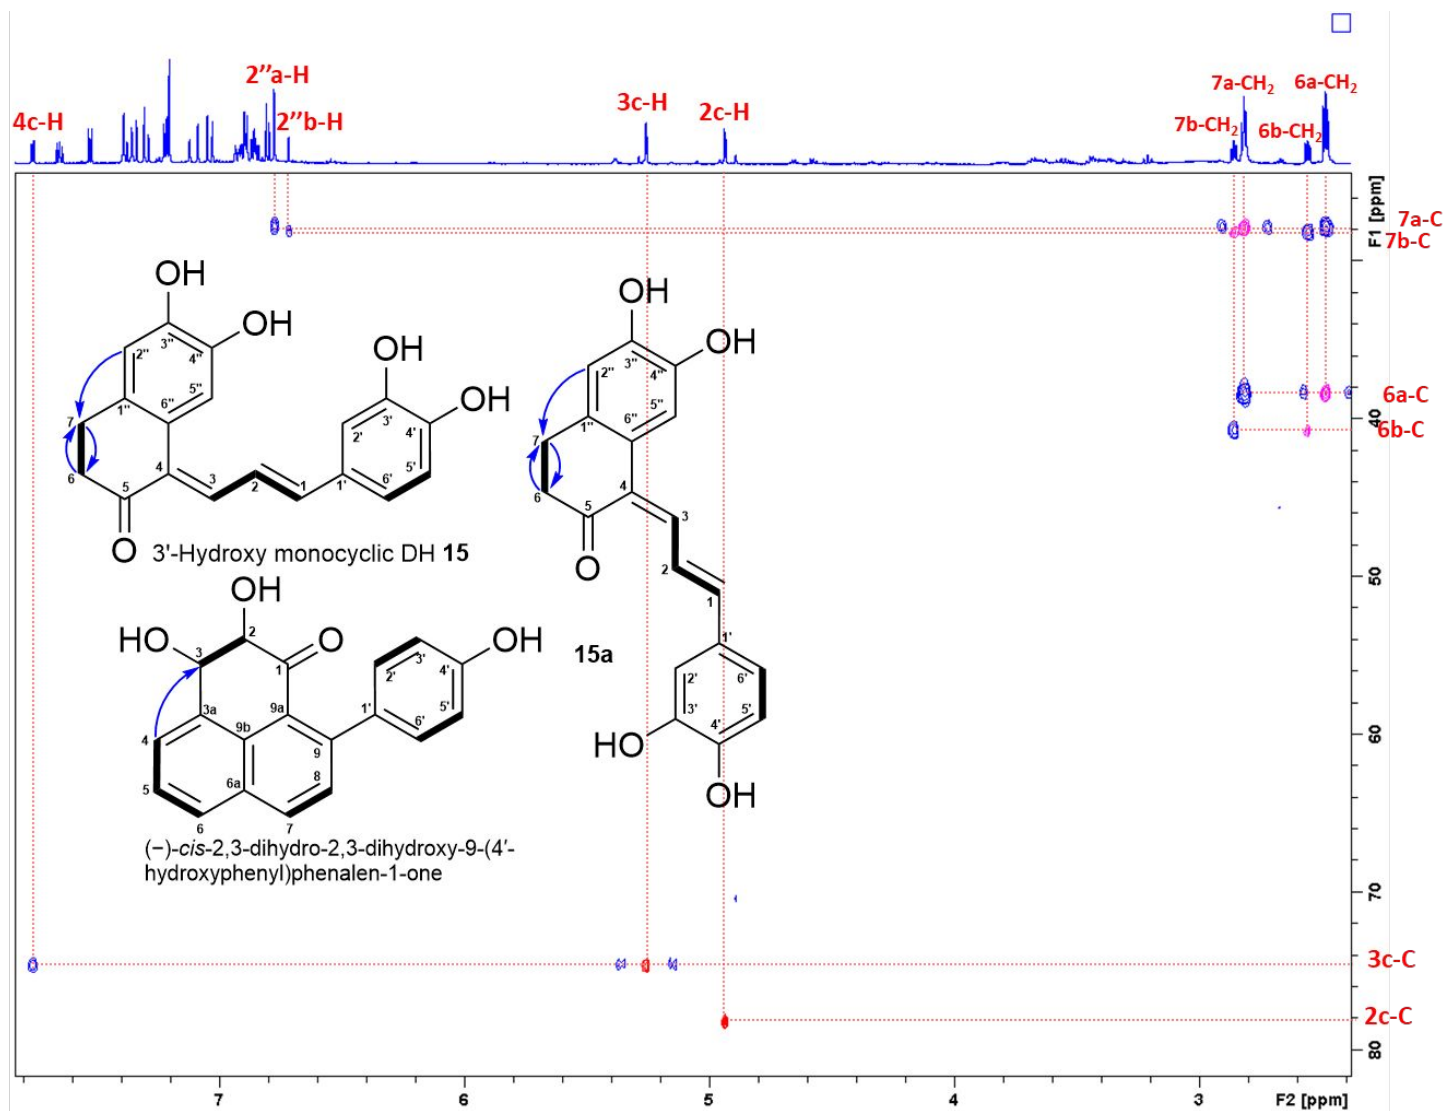 2''a-H
4c-H
2''b-H
3c-H
2c-H
7a-CH2
6a-CH2
7b-CH2
6b-CH2
F1 [ppm]
7a-C
7b-C
6a-C
40
6b-C
50
60
70
3c-C
2c-C
80
7
6
5
4
3
F2 [ppm]
OH
OH
3''
2''
4''
5''
1''
6''
7
6
5
4
3
2
1
O
OH
OH
3'
2'
4'
1'
5'
6'
3'-Hydroxy monocyclic DH 15
OH
OH
3''
2''
4''
5''
1''
6''
7
6
5
4
3
2
1
O
15a
1'
2'
6'
3'
5'
4'
HO
OH
OH
HO
2
O
3
1
3a
9a
9b
4
5
6a
6
7
8
9
1'
2'
3'
4'
5'
6'
OH
(−)-cis-2,3-dihydro-2,3-dihydroxy-9-(4′-
hydroxyphenyl)phenalen-1-one